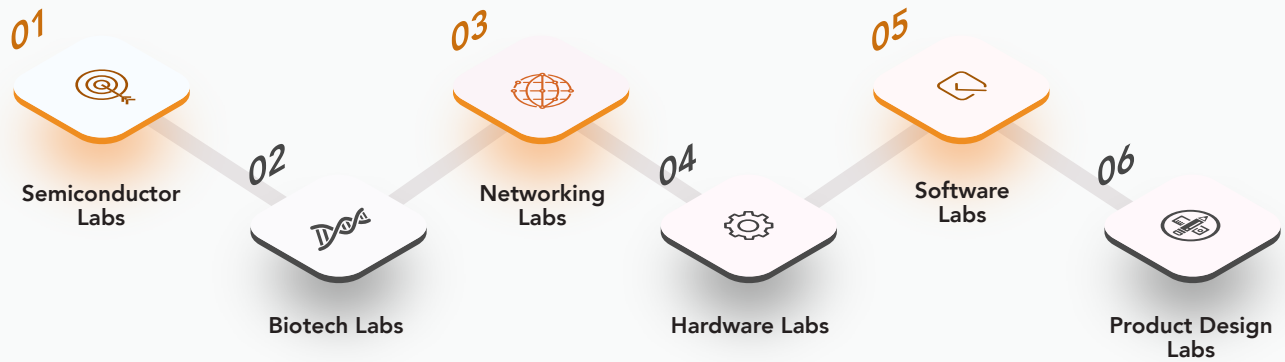 01
Semiconductor
Labs
02
Biotech Labs
03
Networking
Labs
04
Hardware Labs
05
Software
Labs
06
Product Design
Labs